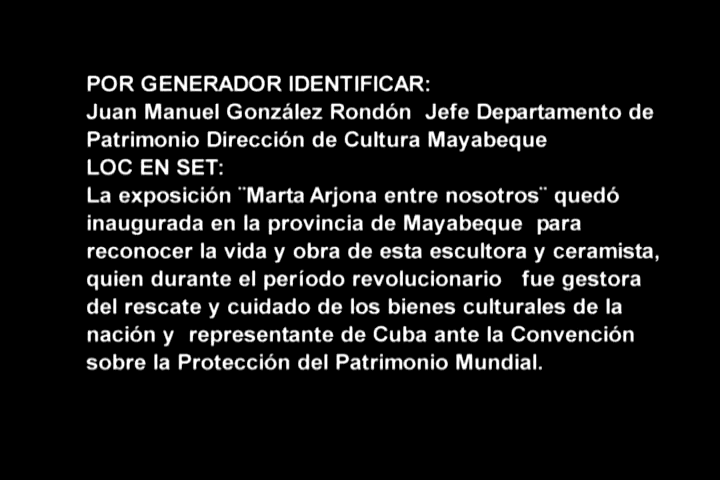 POR GENERADOR IDENTIFICAR:
Juan Manuel González Rondón  Jefe Departamento de
Patrimonio Dirección de Cultura Mayabeque
LOC EN SET:
La exposición ¨Marta Arjona entre nosotros¨ quedó
inaugurada en la provincia de Mayabeque  para
reconocer la vida y obra de esta escultora y ceramista,
quien durante el período revolucionario   fue gestora
del rescate y cuidado de los bienes culturales de la
nación y  representante de Cuba ante la Convención
sobre la Protección del Patrimonio Mundial.